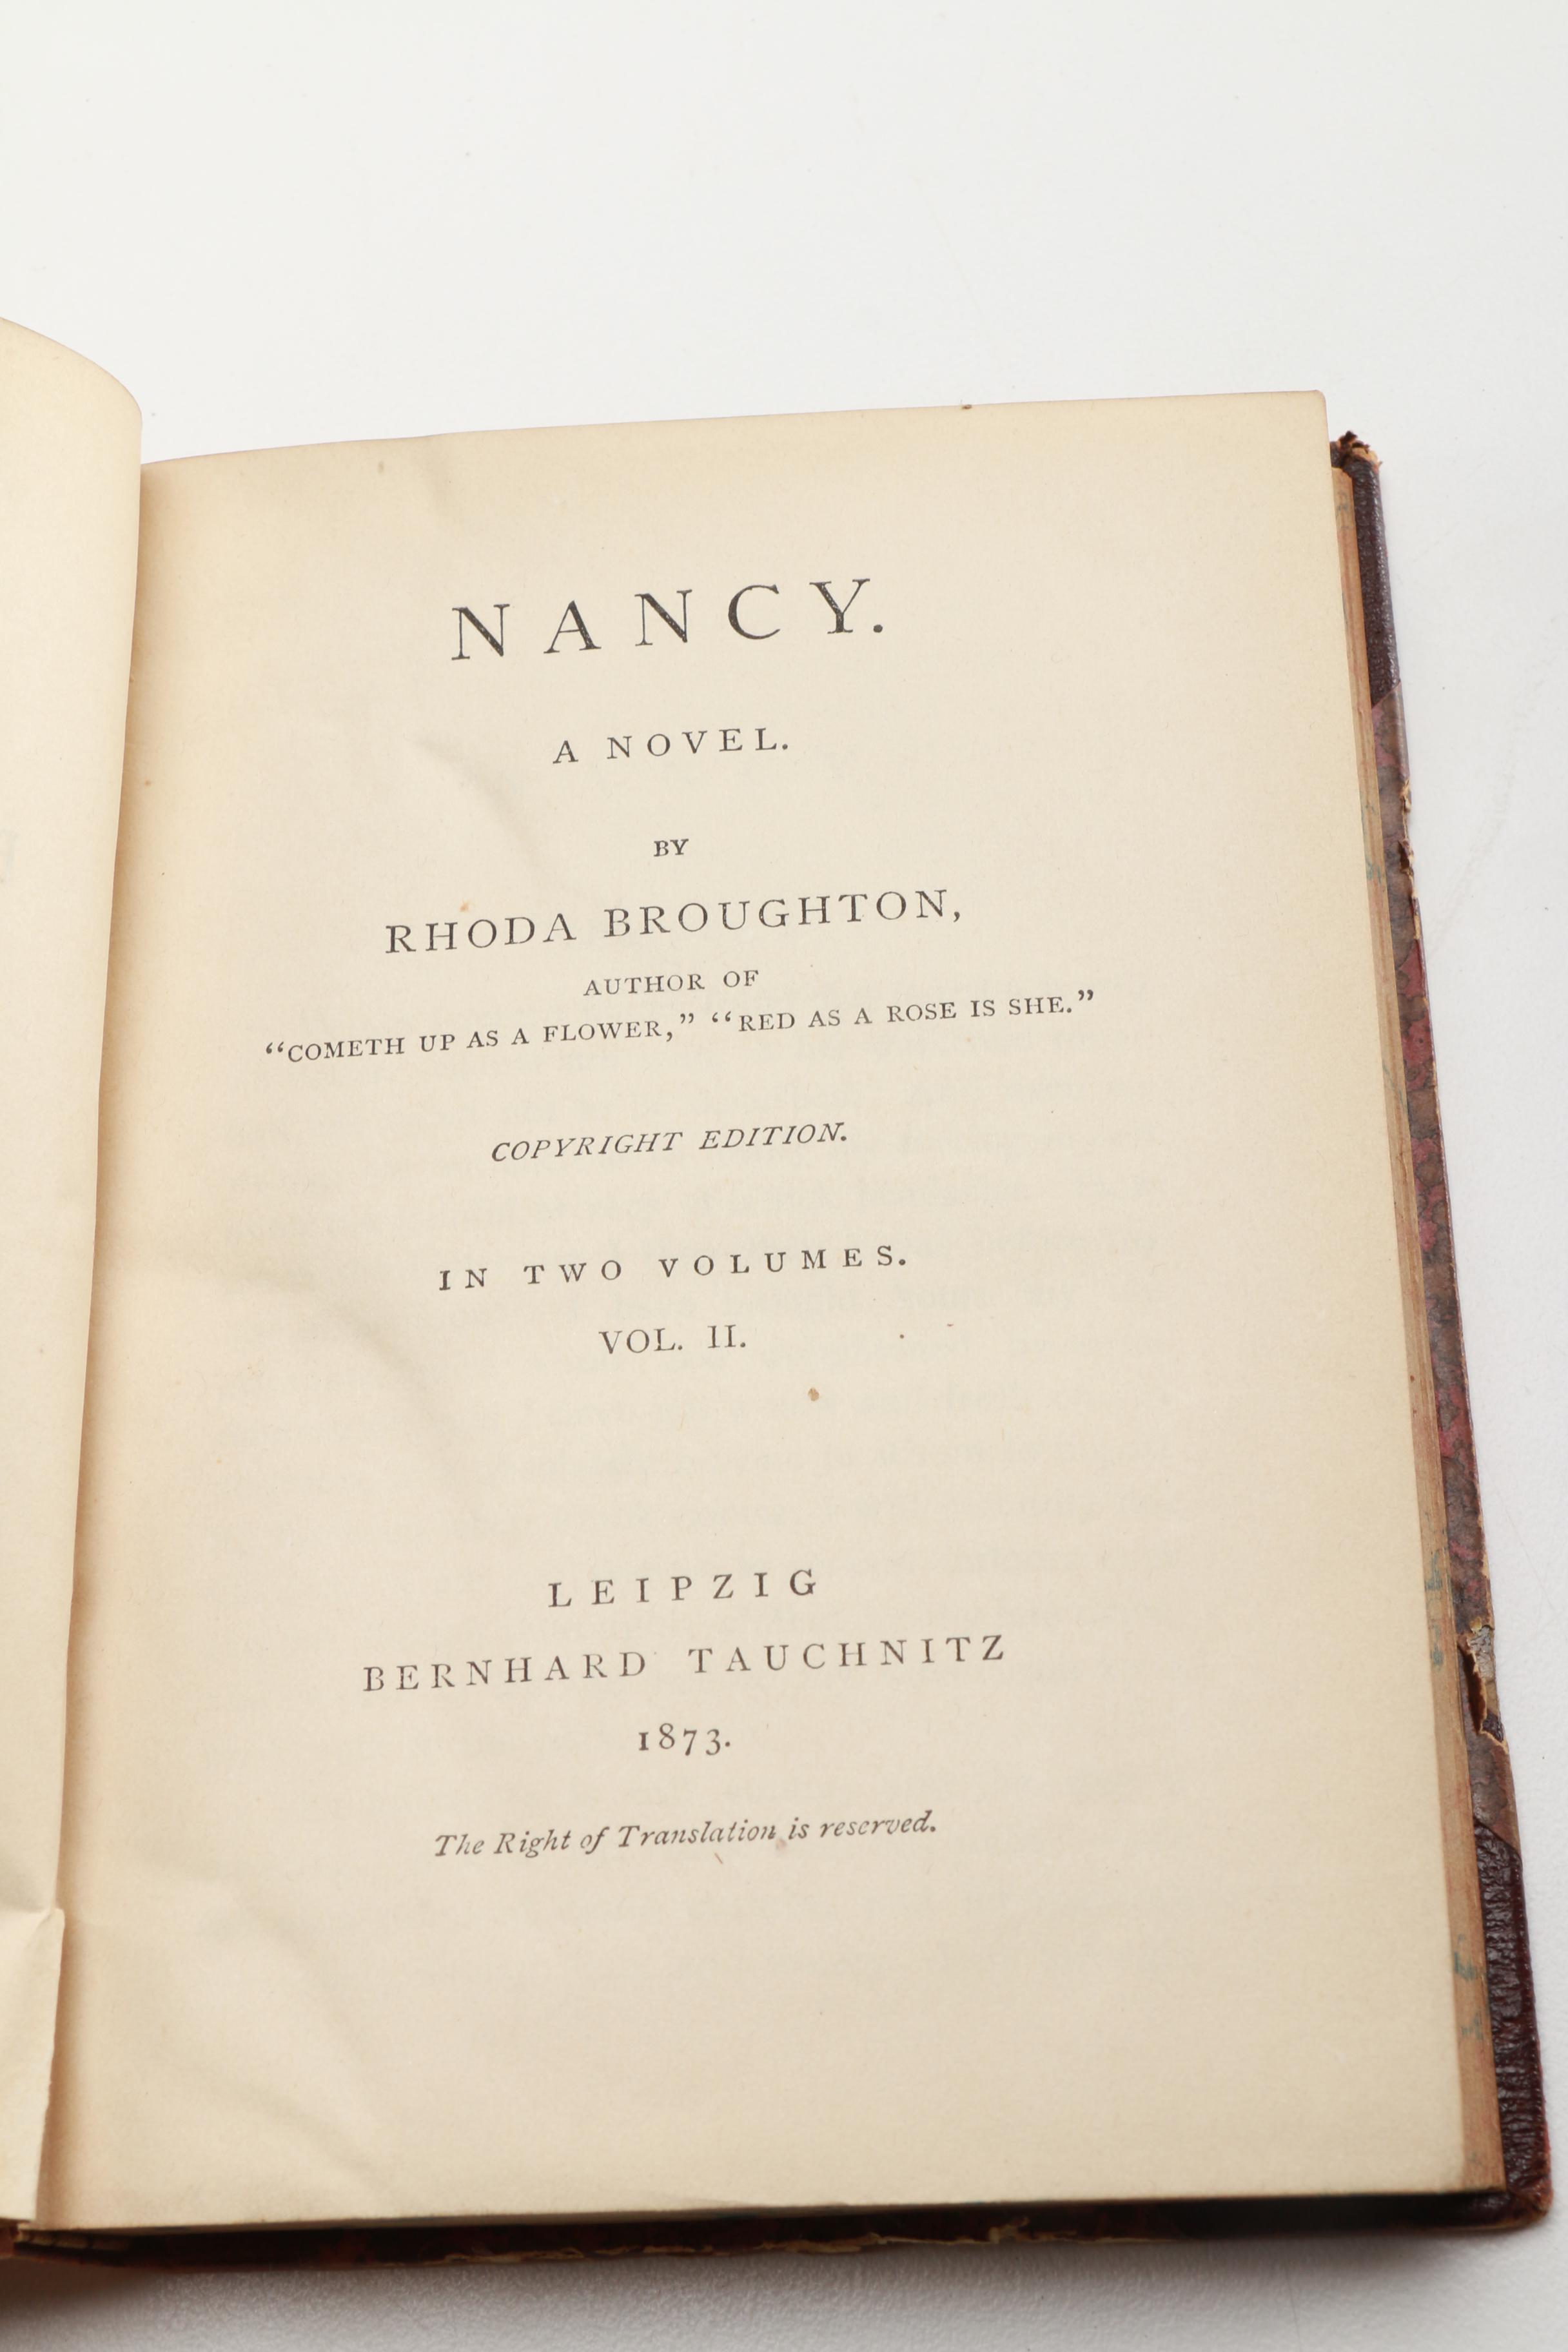 NANCY.
A NOVEL.
BY
RHODA BROUGHTON,
AUTHOR OF
“COMETH UP AS A FLOWER,” “RED AS A ROSE IS SHE.”
COPYRIGHT EDITION.
IN TWO VOLUMES.
VOL. II.
LEIPZIG
BERNHARD TAUCHNITZ
1873.
The Right of Translation is reserved.